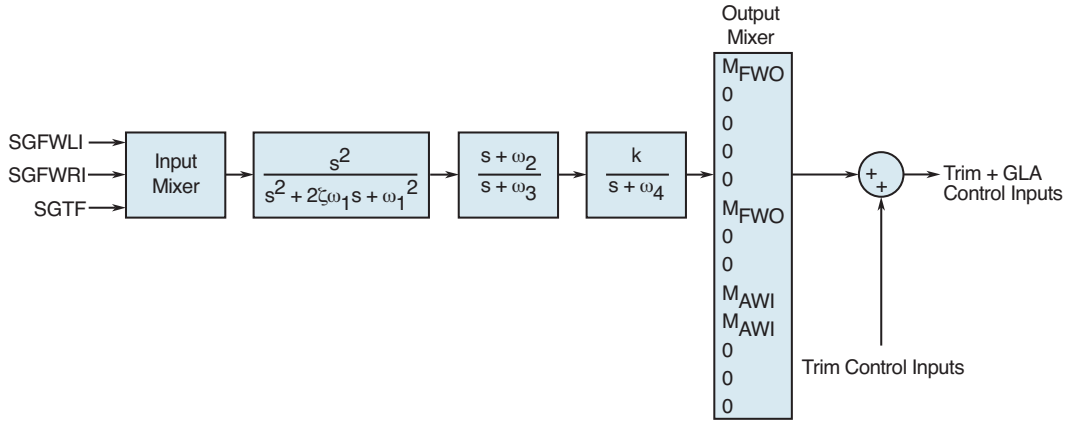 Output
Mixer
SGFWLI
SGFWRI
SGTF
Input
Mixer
s²
s² + 2ζω₁s + ω₁²
s + ω₂
s + ω₃
k
s + ω₄
M_FWO
0
0
0
0
M_FWO
0
0
M_AWI
M_AWI
0
0
0
+
+
Trim + GLA
Control Inputs
Trim Control Inputs